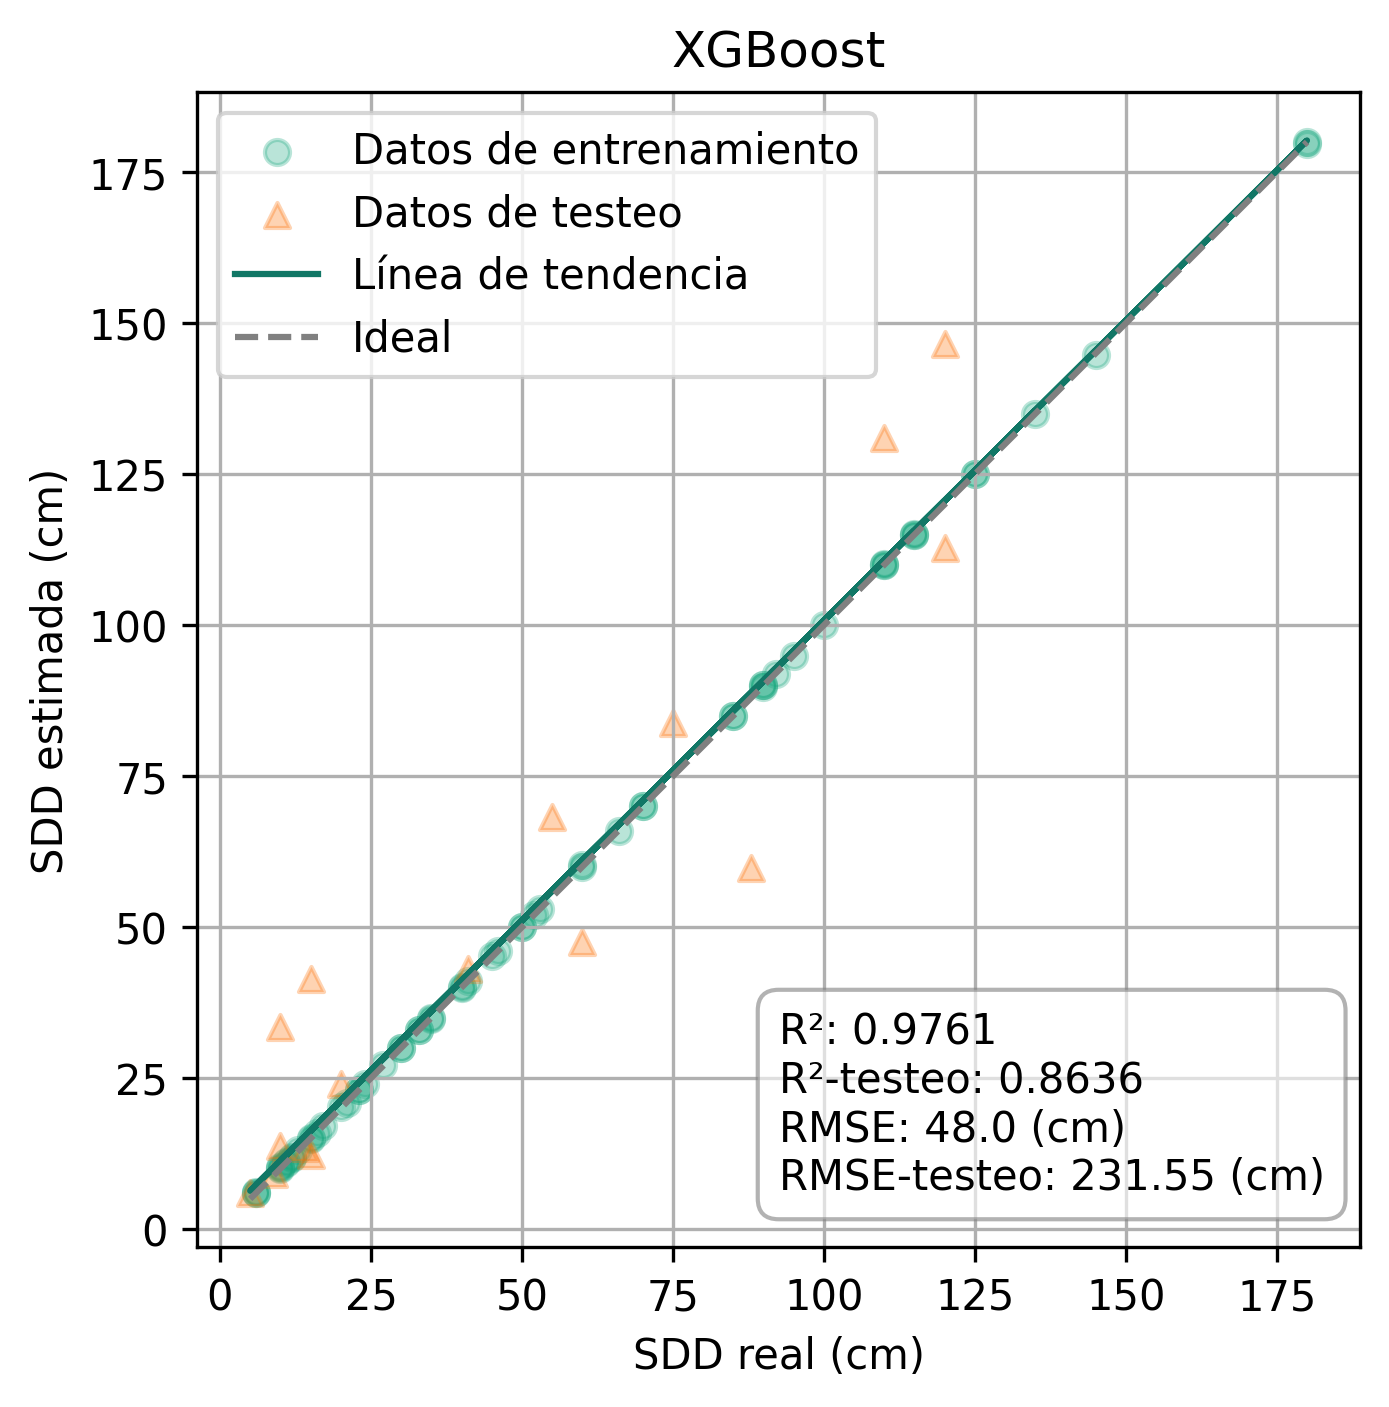 XGBoost
Datos de entrenamiento
Datos de testeo
Línea de tendencia
Ideal
175
150
125
100
75
50
25
0
SDD estimada (cm)
R²: 0.9761
R²-testeo: 0.8636
RMSE: 48.0 (cm)
RMSE-testeo: 231.55 (cm)
0 25 50 75 100 125 150 175
SDD real (cm)